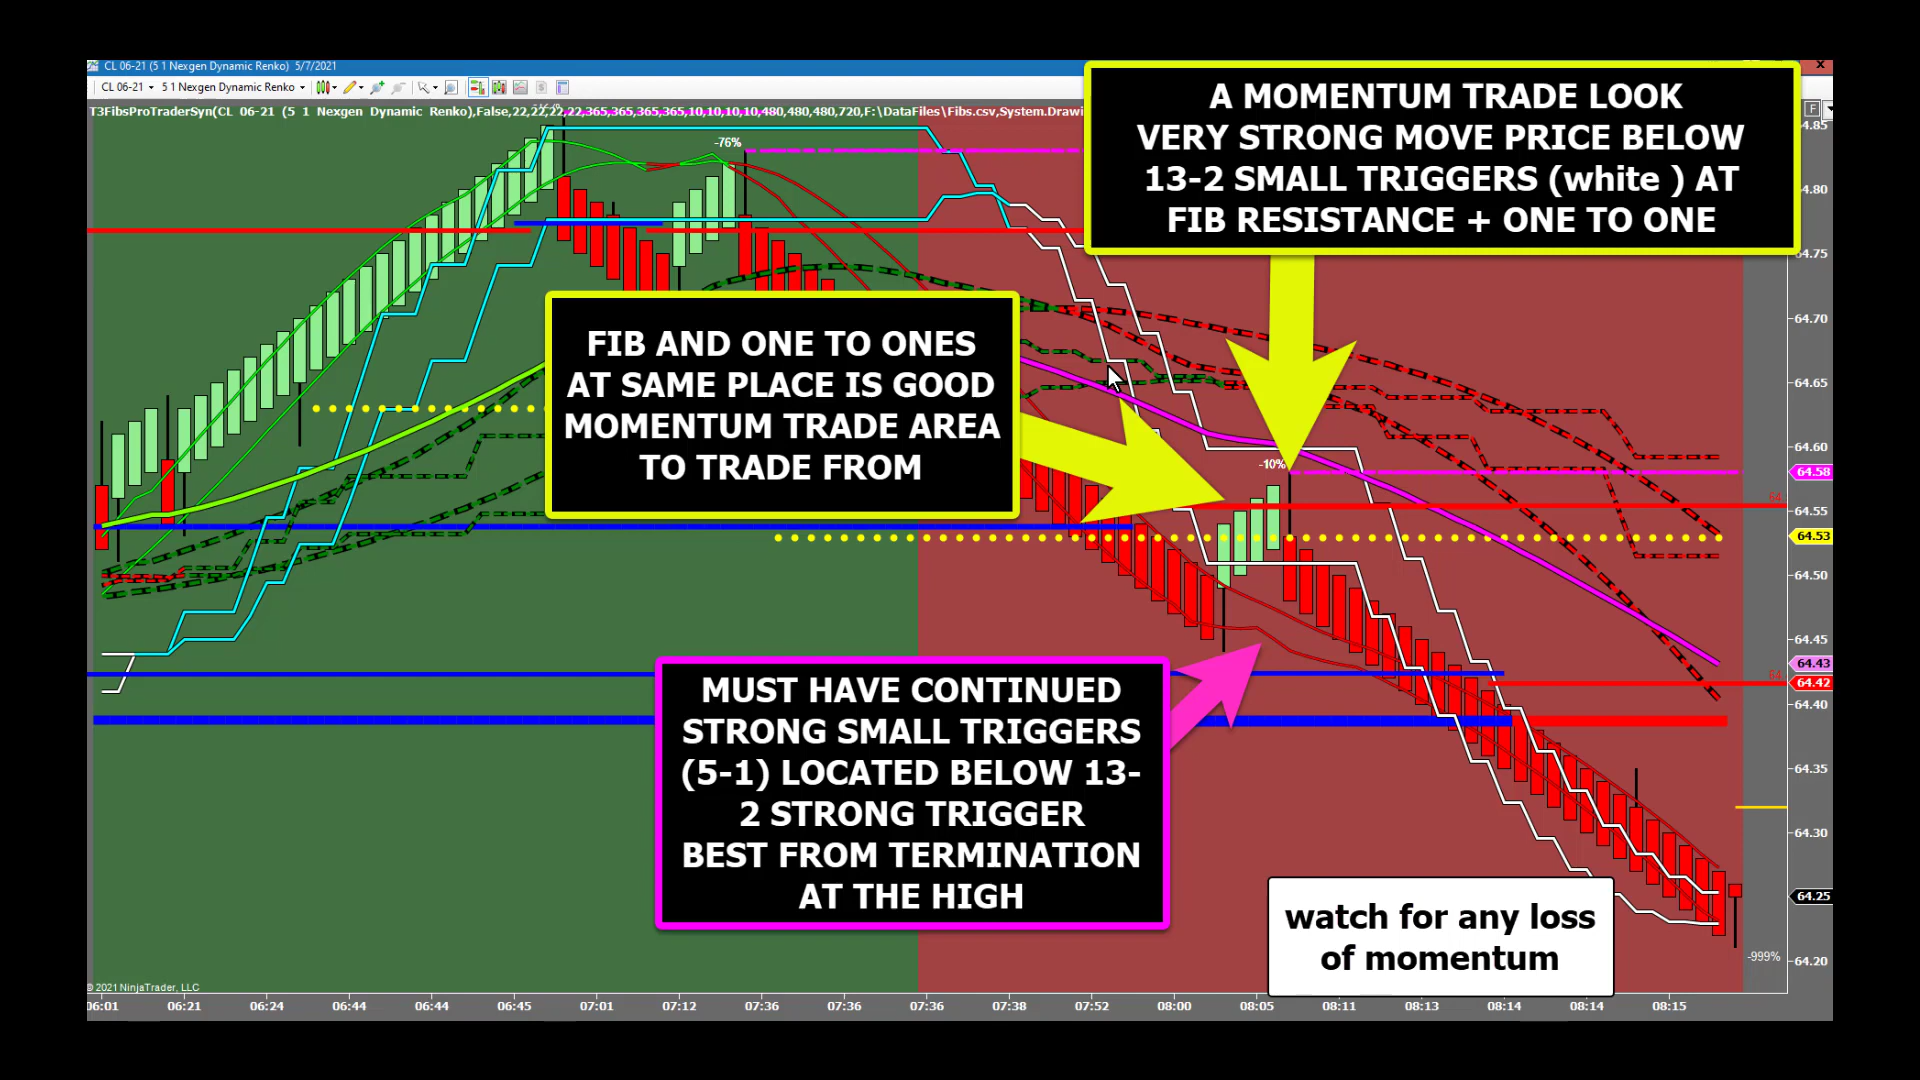 CL 06-21 (5 1 Nexgen Dynamic Renko) 5/7/2021
CL 06-21 5 1 Nexgen Dynamic Renko
T3FibsProTraderSyn(CL 06-21 (5 1 Nexgen Dynamic Renko),False,22,22,22,22,365,365,365,365,10,10,10,10,480,480,480,720,F:\DataFiles\Fibs.csv,System.Drawi
F
A MOMENTUM TRADE LOOK
VERY STRONG MOVE PRICE BELOW
13-2 SMALL TRIGGERS (white ) AT
FIB RESISTANCE + ONE TO ONE
-76%
FIB AND ONE TO ONES
AT SAME PLACE IS GOOD
MOMENTUM TRADE AREA
TO TRADE FROM
-10%
MUST HAVE CONTINUED
STRONG SMALL TRIGGERS
(5-1) LOCATED BELOW 13-
2 STRONG TRIGGER
BEST FROM TERMINATION
AT THE HIGH
watch for any loss
of momentum
-999%
64.85
64.80
64.75
64.70
64.65
64.60
64.58
64.55
64.53
64.50
64.45
64.43
64.42
64.40
64.35
64.30
64.25
64.20
© 2021 NinjaTrader, LLC
06:01 06:21 06:24 06:44 06:44 06:45 07:01 07:12 07:36 07:36 07:36 07:38 07:52 08:00 08:05 08:11 08:13 08:14 08:14 08:15